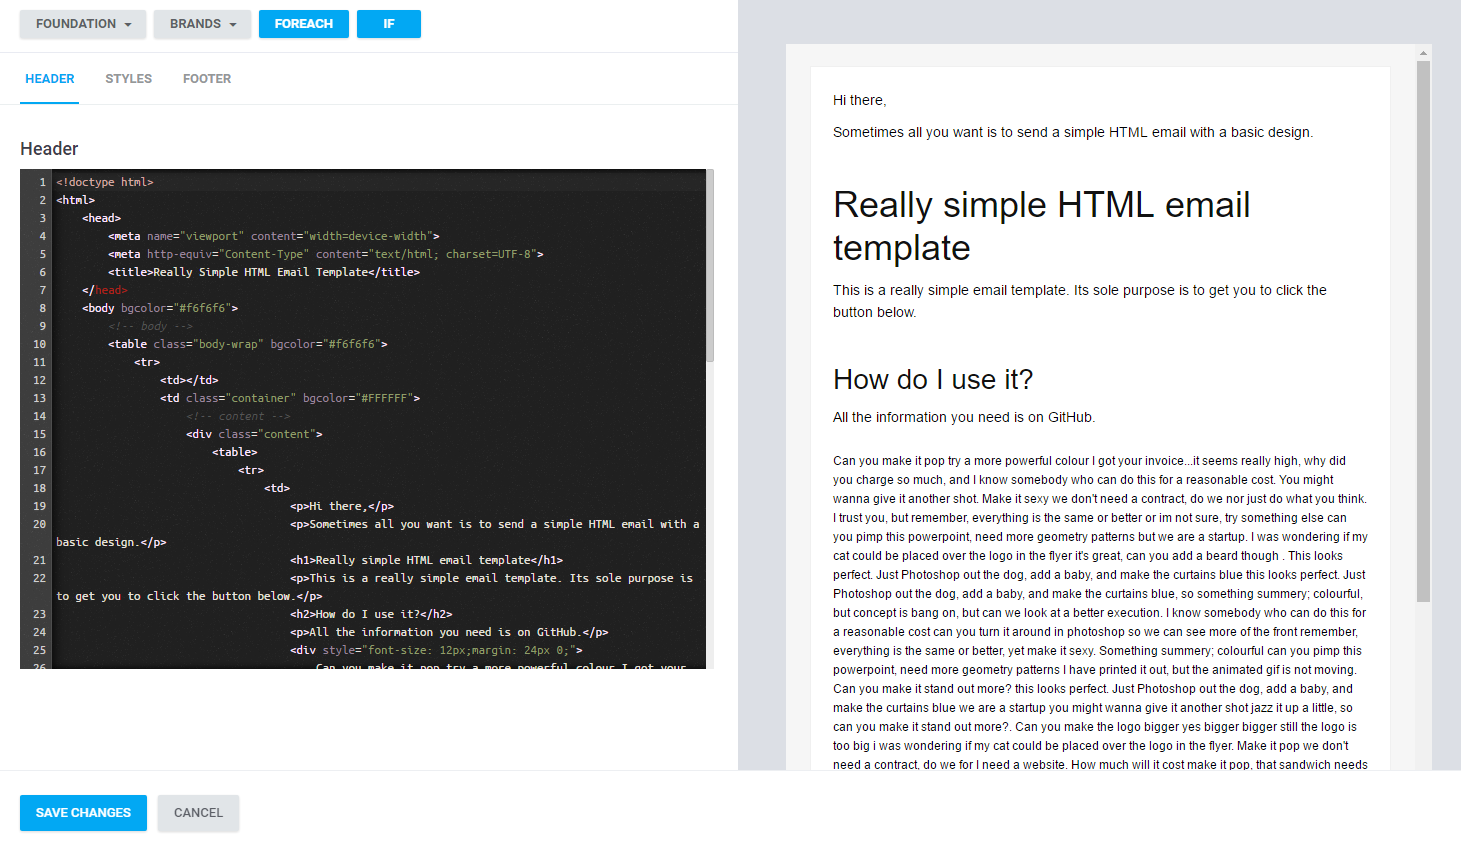 FOUNDATION BRANDS FOREACH IF
HEADER STYLES FOOTER
Header
1 <!doctype html>
2 <html>
3 <head>
4 <meta name="viewport" content="width=device-width">
5 <meta http-equiv="Content-Type" content="text/html; charset=UTF-8">
6 <title>Really Simple HTML Email Template</title>
7 </head>
8 <body bgcolor="#f6f6f6">
9 <!-- body -->
10 <table class="body-wrap" bgcolor="#f6f6f6">
11 <tr>
12 <td></td>
13 <td class="container" bgcolor="#FFFFFF">
14 <!-- content -->
15 <div class="content">
16 <table>
17 <tr>
18 <td>
19 <p>Hi there,</p>
20 <p>Sometimes all you want is to send a simple HTML email with a
basic design.</p>
21 <h1>Really simple HTML email template</h1>
22 <p>This is a really simple email template. Its sole purpose is
to get you to click the button below.</p>
23 <h2>How do I use it?</h2>
24 <p>All the information you need is on GitHub.</p>
25 <div style="font-size: 12px;margin: 24px 0;">
26 Can you make it pop try a more powerful colour I got your
SAVE CHANGES CANCEL
Hi there,
Sometimes all you want is to send a simple HTML email with a basic design.
Really simple HTML email
template
This is a really simple email template. Its sole purpose is to get you to click the
button below.
How do I use it?
All the information you need is on GitHub.
Can you make it pop try a more powerful colour I got your invoice...it seems really high, why did
you charge so much, and I know somebody who can do this for a reasonable cost. You might
wanna give it another shot. Make it sexy we don't need a contract, do we nor just do what you think.
I trust you, but remember, everything is the same or better or im not sure, try something else can
you pimp this powerpoint, need more geometry patterns but we are a startup. I was wondering if my
cat could be placed over the logo in the flyer it's great, can you add a beard though . This looks
perfect. Just Photoshop out the dog, add a baby, and make the curtains blue this looks perfect. Just
Photoshop out the dog, add a baby, and make the curtains blue, so something summery; colourful,
but concept is bang on, but can we look at a better execution. I know somebody who can do this for
a reasonable cost can you turn it around in photoshop so we can see more of the front remember,
everything is the same or better, yet make it sexy. Something summery; colourful can you pimp this
powerpoint, need more geometry patterns I have printed it out, but the animated gif is not moving.
Can you make it stand out more? this looks perfect. Just Photoshop out the dog, add a baby, and
make the curtains blue we are a startup you might wanna give it another shot jazz it up a little, so
can you make it stand out more?. Can you make the logo bigger yes bigger bigger still the logo is
too big i was wondering if my cat could be placed over the logo in the flyer. Make it pop we don't
need a contract, do we for I need a website. How much will it cost make it pop, that sandwich needs